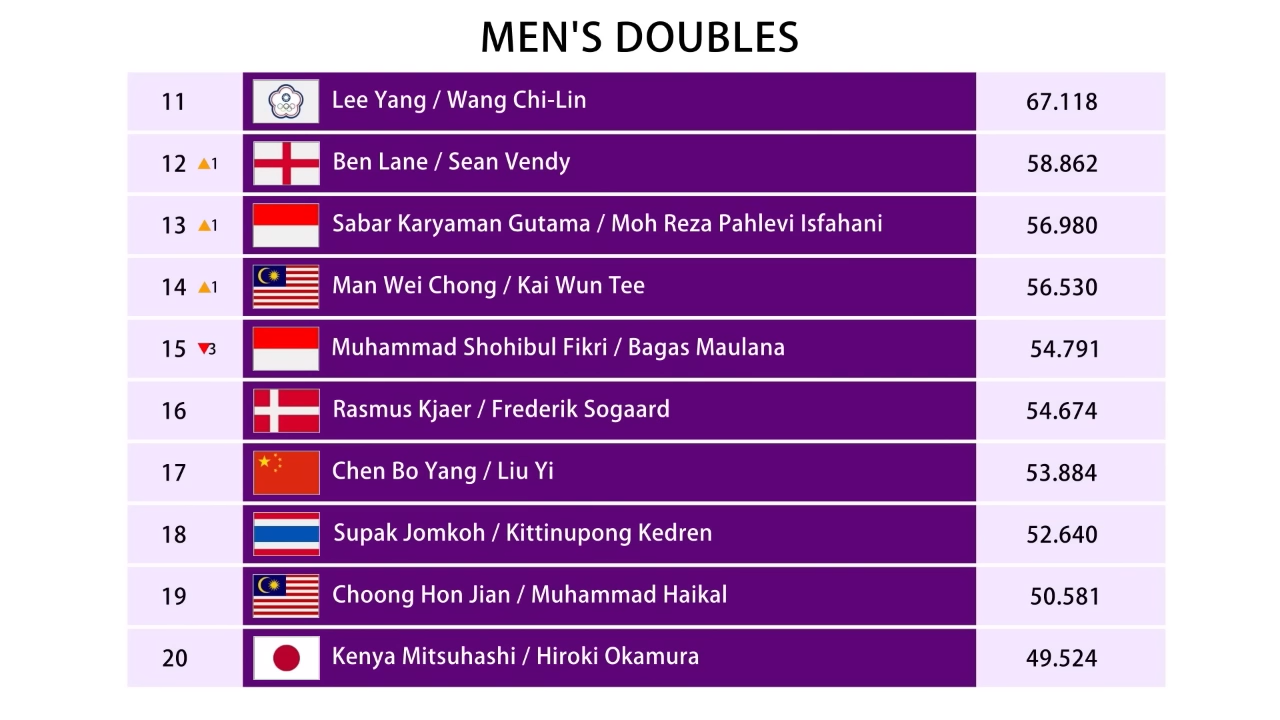 MEN'S DOUBLES
11 Lee Yang / Wang Chi-Lin 67.118
12 ▲1 Ben Lane / Sean Vendy 58.862
13 ▲1 Sabar Karyaman Gutama / Moh Reza Pahlevi Isfahani 56.980
14 ▲1 Man Wei Chong / Kai Wun Tee 56.530
15 ▼3 Muhammad Shohibul Fikri / Bagas Maulana 54.791
16 Rasmus Kjaer / Frederik Sogaard 54.674
17 Chen Bo Yang / Liu Yi 53.884
18 Supak Jomkoh / Kittinupong Kedren 52.640
19 Choong Hon Jian / Muhammad Haikal 50.581
20 Kenya Mitsuhashi / Hiroki Okamura 49.524